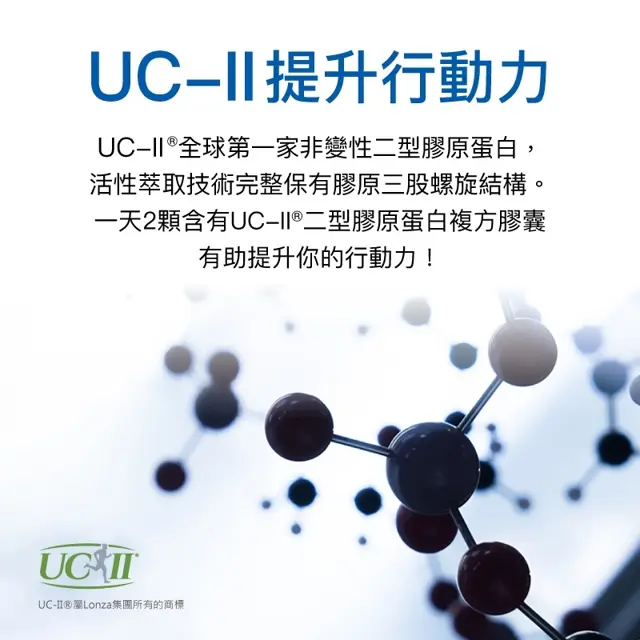 UC-II提升行動力
UC-II®全球第一家非變性二型膠原蛋白，
活性萃取技術完整保有膠原三股螺旋結構。
一天2顆含有UC-II®二型膠原蛋白複方膠囊
有助提升你的行動力！
UC II®
UC-II®屬Lonza集團所有的商標